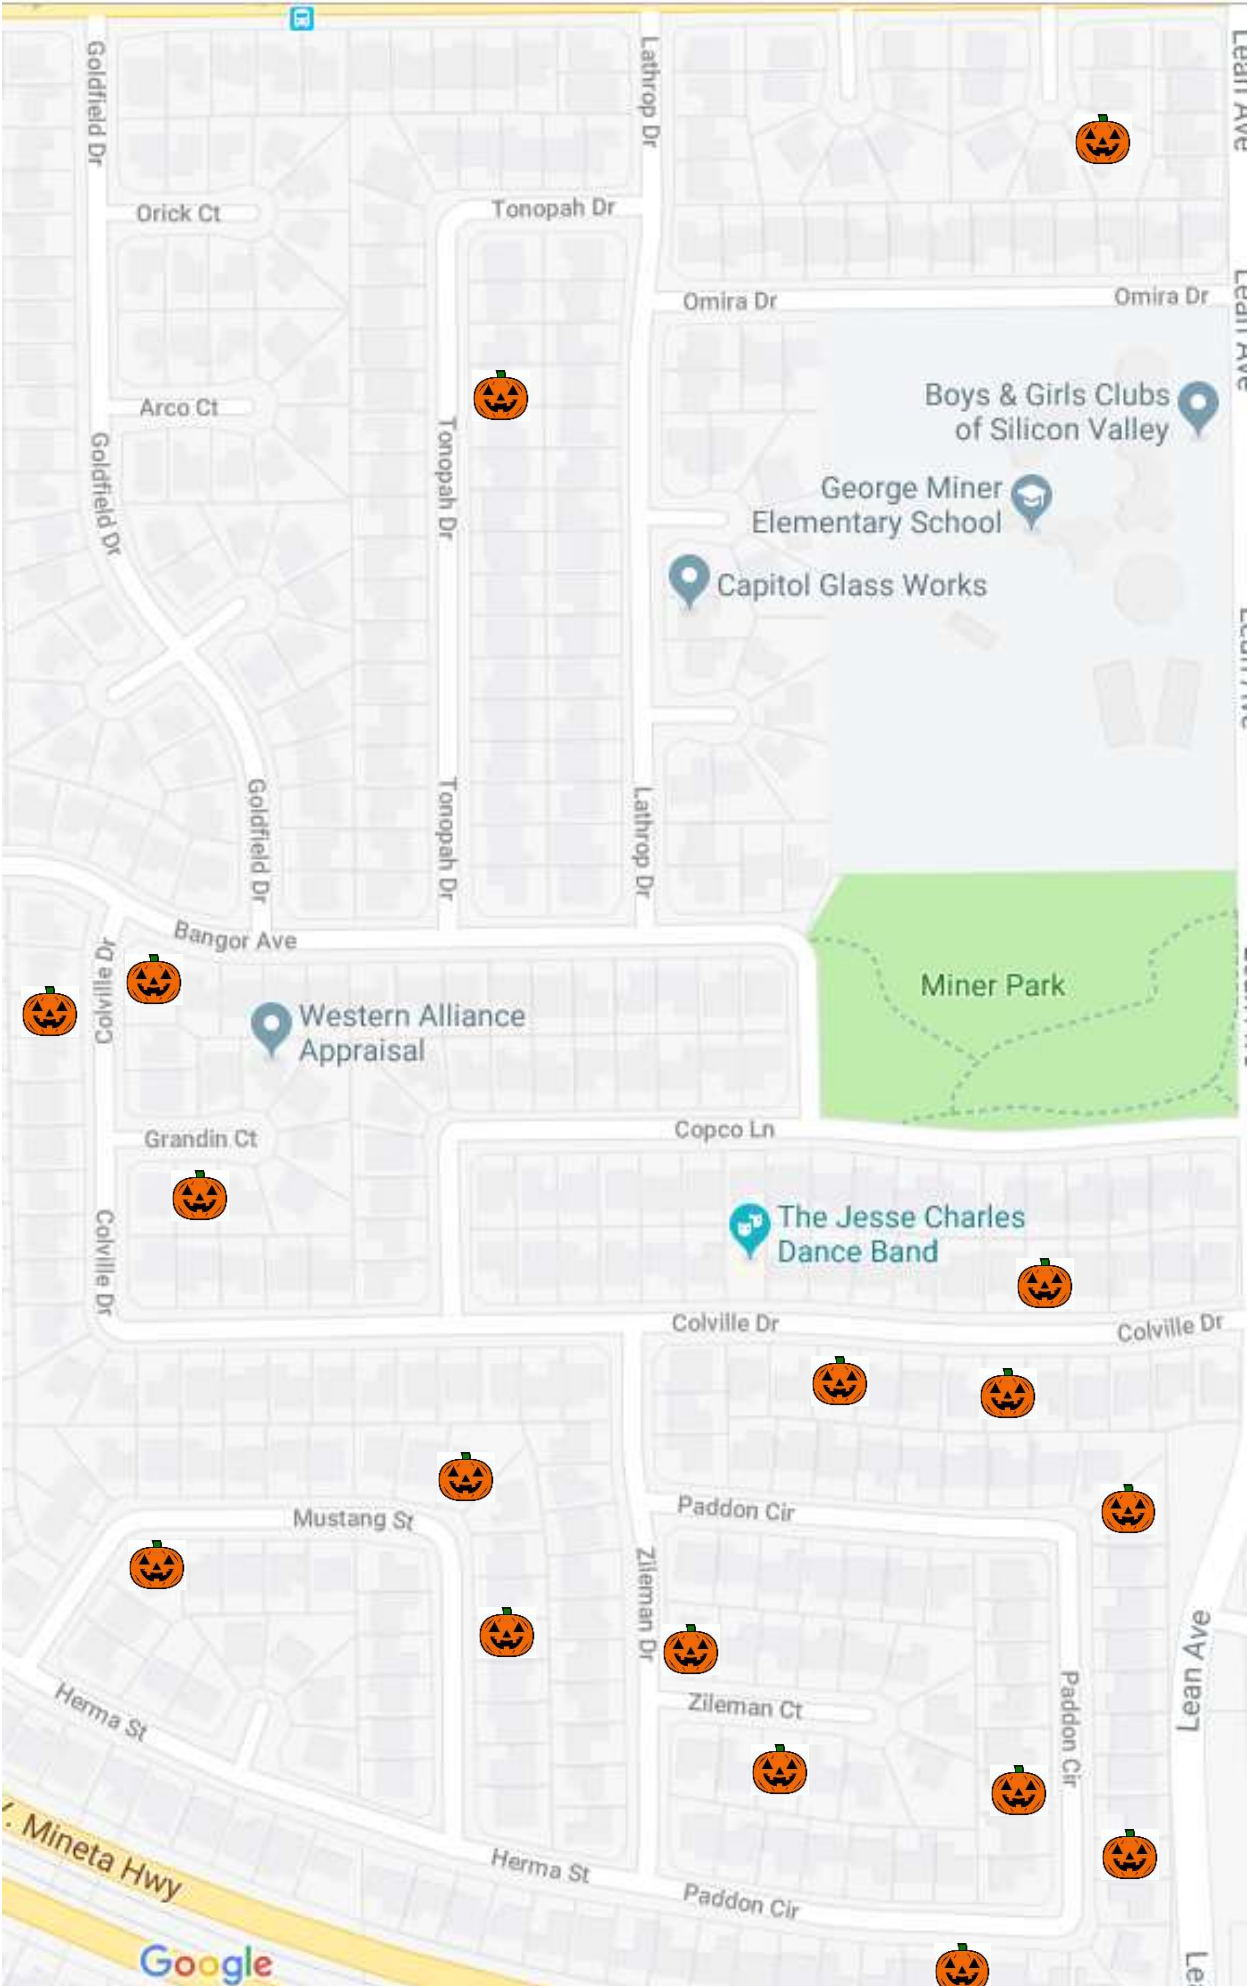 Goldfield Dr
Lathrop Dr
Lean Ave
Orick Ct
Tonopah Dr
Omira Dr
Omira Dr
Lean Ave
Arco Ct
Boys & Girls Clubs
of Silicon Valley
Goldfield Dr
Tonopah Dr
George Miner
Elementary School
Capitol Glass Works
Lean Ave
Goldfield Dr
Tonopah Dr
Lathrop Dr
Bangor Ave
Colville Dr
Miner Park
Western Alliance
Appraisal
Grandin Ct
Copco Ln
Colville Dr
The Jesse Charles
Dance Band
Colville Dr
Colville Dr
Mustang St
Paddon Cir
Zileman Dr
Lean Ave
Herma St
Zileman Ct
Paddon Cir
. Mineta Hwy
Herma St
Paddon Cir
Google